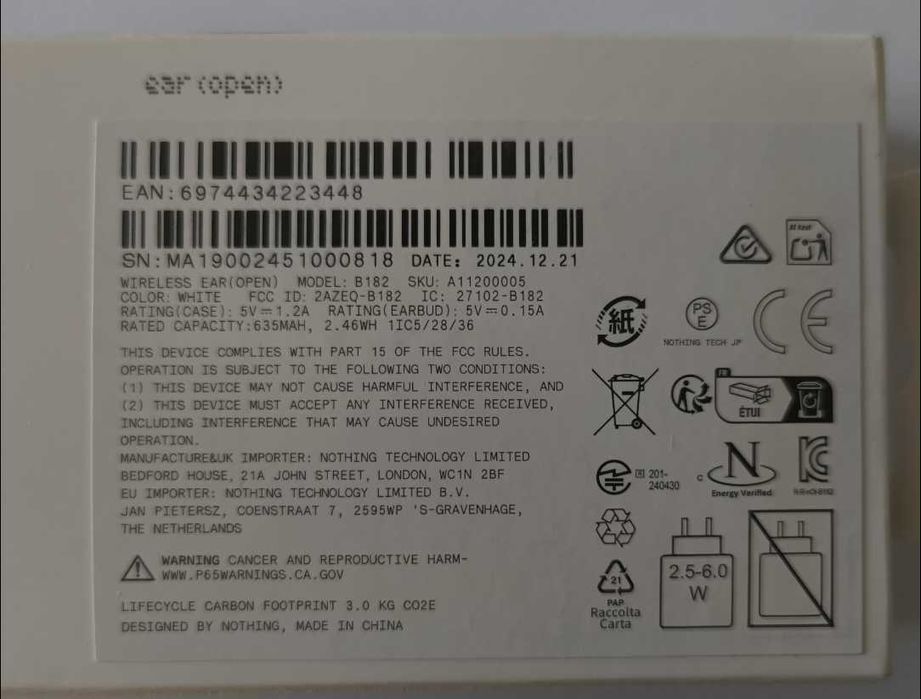 ear (open)
EAN:6974434223448
SN:MA19002451000818 DATE: 2024.12.21
WIRELESS EAR(OPEN) MODEL: B182 SKU: A11200005
COLOR: WHITE FCC ID: 2AZEQ-B182 IC: 27102-B182
RATING(CASE): 5V⎓1.2A RATING(EARBUD): 5V⎓0.15A
RATED CAPACITY:635MAH, 2.46WH 1IC5/28/36
THIS DEVICE COMPLIES WITH PART 15 OF THE FCC RULES.
OPERATION IS SUBJECT TO THE FOLLOWING TWO CONDITIONS:
(1) THIS DEVICE MAY NOT CAUSE HARMFUL INTERFERENCE, AND
(2) THIS DEVICE MUST ACCEPT ANY INTERFERENCE RECEIVED,
INCLUDING INTERFERENCE THAT MAY CAUSE UNDESIRED
OPERATION.
MANUFACTURE&UK IMPORTER: NOTHING TECHNOLOGY LIMITED
BEDFORD HOUSE, 21A JOHN STREET, LONDON, WC1N 2BF
EU IMPORTER: NOTHING TECHNOLOGY LIMITED B.V.
JAN PIETERSZ, COENSTRAAT 7, 2595WP 'S-GRAVENHAGE,
THE NETHERLANDS
WARNING CANCER AND REPRODUCTIVE HARM-
WWW.P65WARNINGS.CA.GOV
LIFECYCLE CARBON FOOTPRINT 3.0 KG CO2E
DESIGNED BY NOTHING, MADE IN CHINA
紙
PS
E
NOTHING TECH JP
CE
FR
ÉTUI
R 201-
240430
c
N
Energy Verified
KC
21
PAP
Raccolta
Carta
2.5-6.0
W